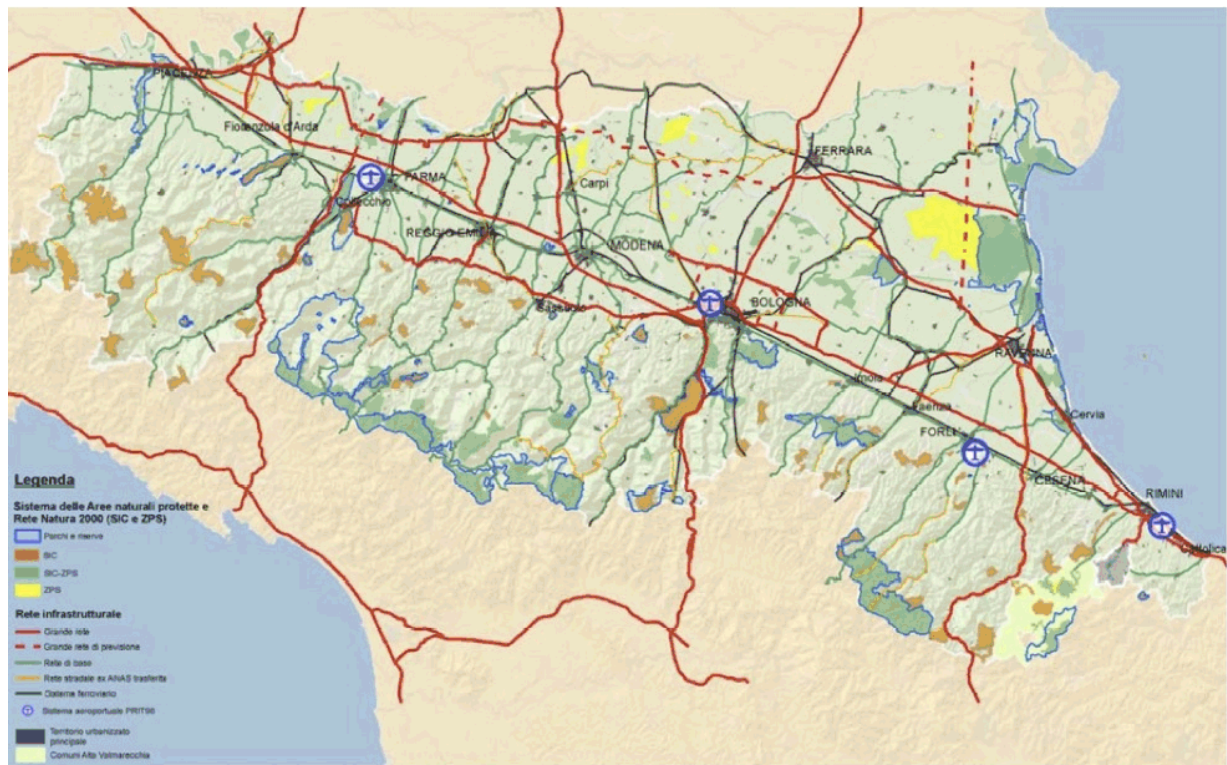 PIACENZA
Fiorenzuola d'Arda
FERRARA
PARMA
Carpi
Collecchio
REGGIO EMILIA
MODENA
Sassuolo
BOLOGNA
RAVENNA
Imola
Faenza
Cervia
FORLI'
CESENA
RIMINI
Cattolica
Legenda
Sistema delle Aree naturali protette e
Rete Natura 2000 (SIC e ZPS)
Parchi e riserve
SIC
SIC-ZPS
ZPS
Rete infrastrutturale
Grande rete
Grande rete di previsione
Rete di base
Rete stradale ex ANAS trasferita
Sistema ferroviario
Sistema aeroportuale PRIT98
Territorio urbanizzato
principale
Comuni Alta Valmarecchia